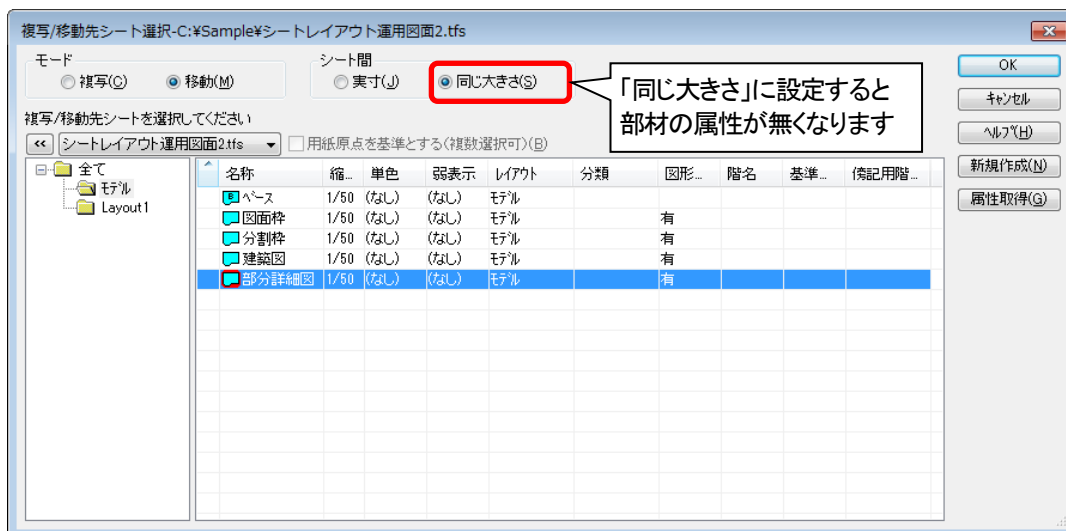 複写/移動先シート選択-C:¥Sample¥シートレイアウト運用図面2.tfs
モード
複写(C) 移動(M)
シート間
実寸(J) 同じ大きさ(S)
「同じ大きさ」に設定すると
部材の属性が無くなります
OK
キャンセル
ヘルプ(H)
新規作成(N)
属性取得(G)
複写/移動先シートを選択してください
<< シートレイアウト運用図面2.tfs 用紙原点を基準とする(複数選択可)(B)
全て
モデル
Layout1
名称 縮... 単色 弱表示 レイアウト 分類 図形... 階名 基準... 傍記用階...
ベース 1/50 (なし) (なし) モデル
図面枠 1/50 (なし) (なし) モデル 有
分割枠 1/50 (なし) (なし) モデル 有
建築図 1/50 (なし) (なし) モデル 有
部分詳細図 1/50 (なし) (なし) モデル 有